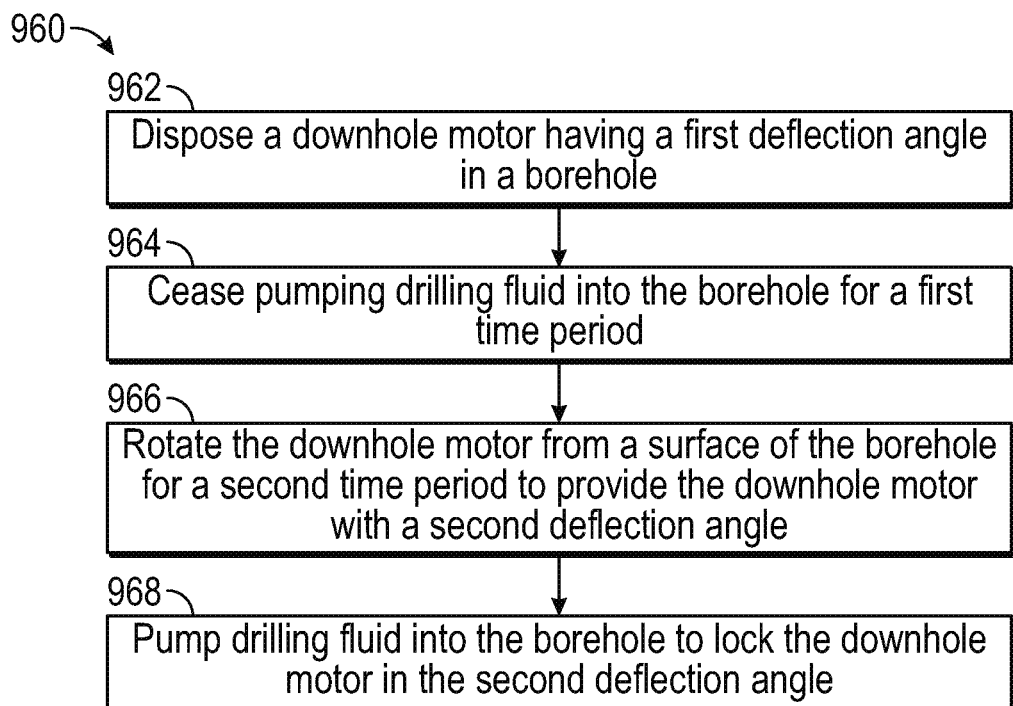 960
962
Dispose a downhole motor having a first deflection angle
in a borehole
964
Cease pumping drilling fluid into the borehole for a first
time period
966
Rotate the downhole motor from a surface of the borehole
for a second time period to provide the downhole motor
with a second deflection angle
968
Pump drilling fluid into the borehole to lock the downhole
motor in the second deflection angle